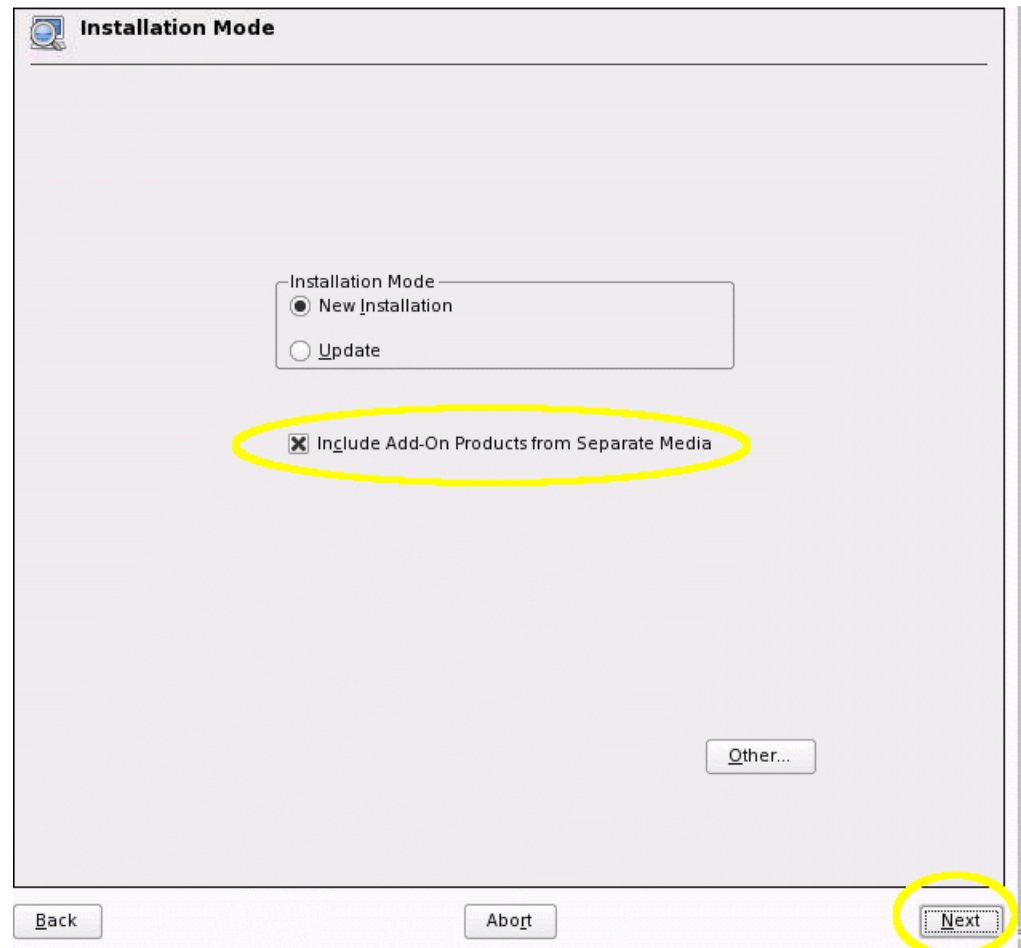 Installation Mode
Installation Mode
New Installation
Update
Include Add-On Products from Separate Media
Other...
Back
Abort
Next